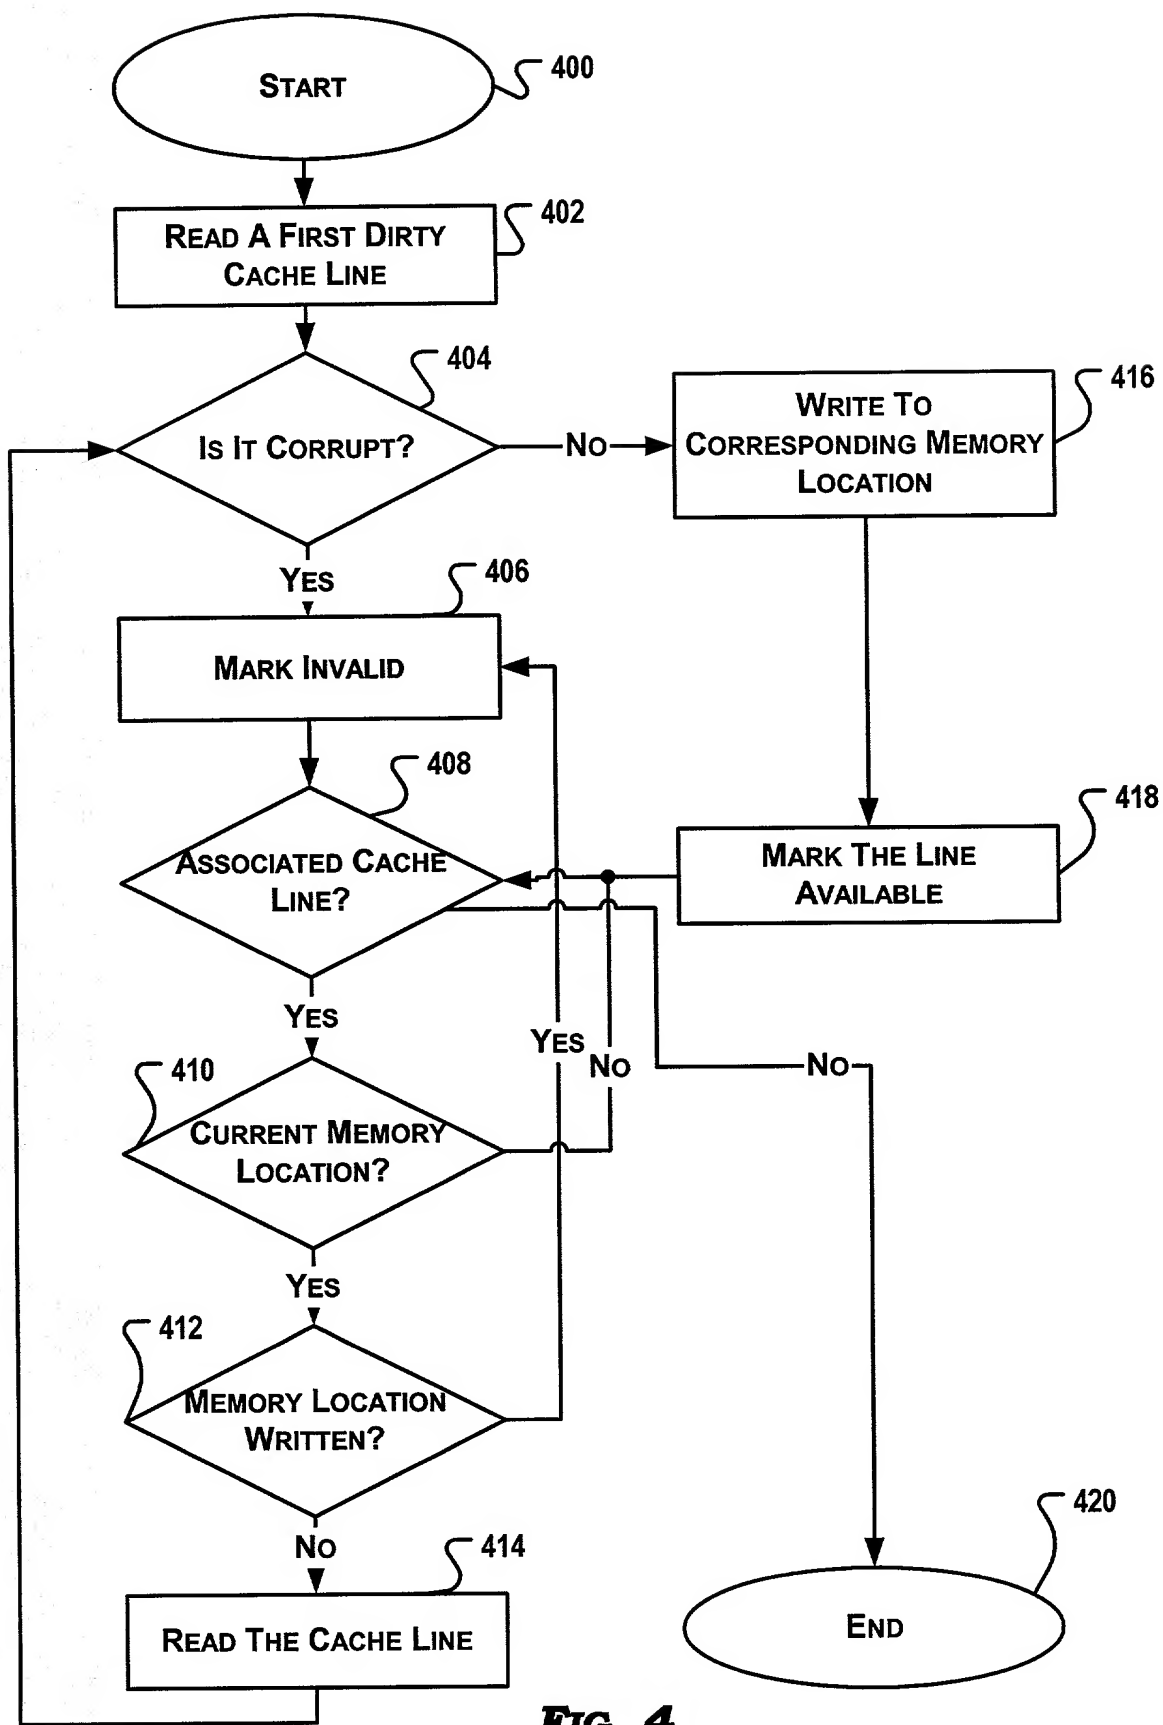 START
400
READ A FIRST DIRTY
CACHE LINE
402
IS IT CORRUPT?
404
NO
WRITE TO
CORRESPONDING MEMORY
LOCATION
416
YES
406
MARK INVALID
408
ASSOCIATED CACHE
LINE?
MARK THE LINE
AVAILABLE
418
YES
YES
NO
NO
410
CURRENT MEMORY
LOCATION?
YES
412
MEMORY LOCATION
WRITTEN?
NO
414
READ THE CACHE LINE
420
END
FIG. 4